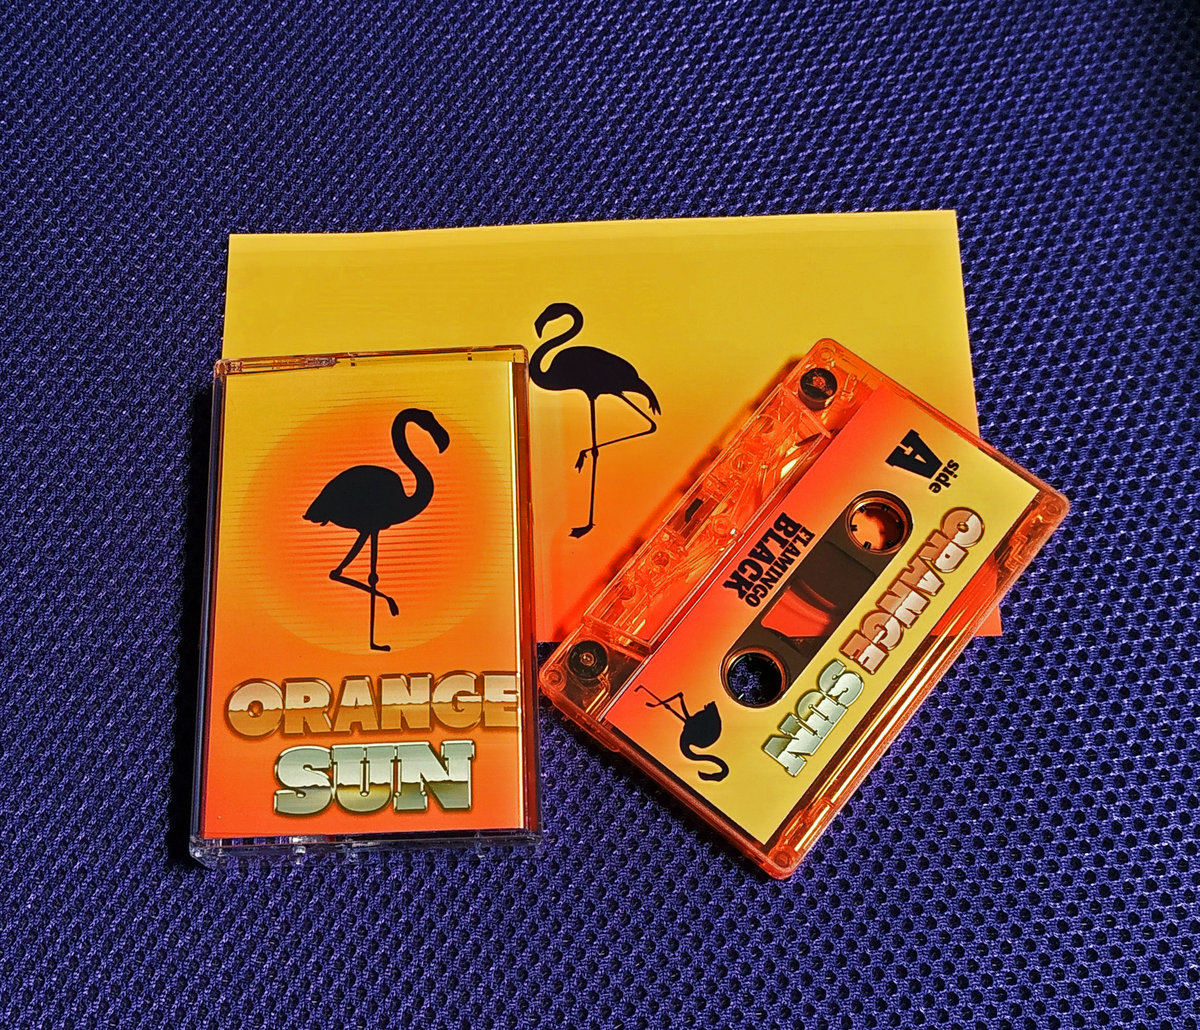 ORANGE
SUN
side
A
FLAMINGO
BLACK
ORANGE SUN